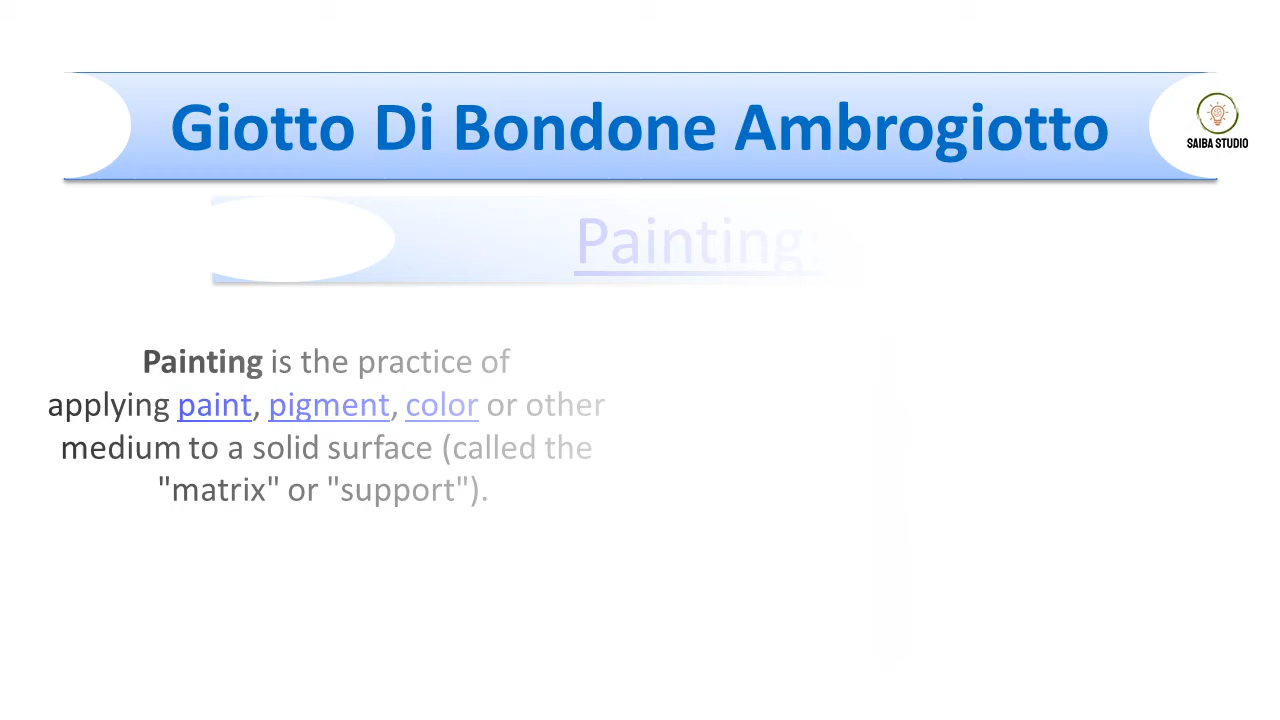 Giotto Di Bondone Ambrogiotto
SAIBA STUDIO
Painting:
Painting is the practice of
applying paint, pigment, color or other
medium to a solid surface (called the
"matrix" or "support").